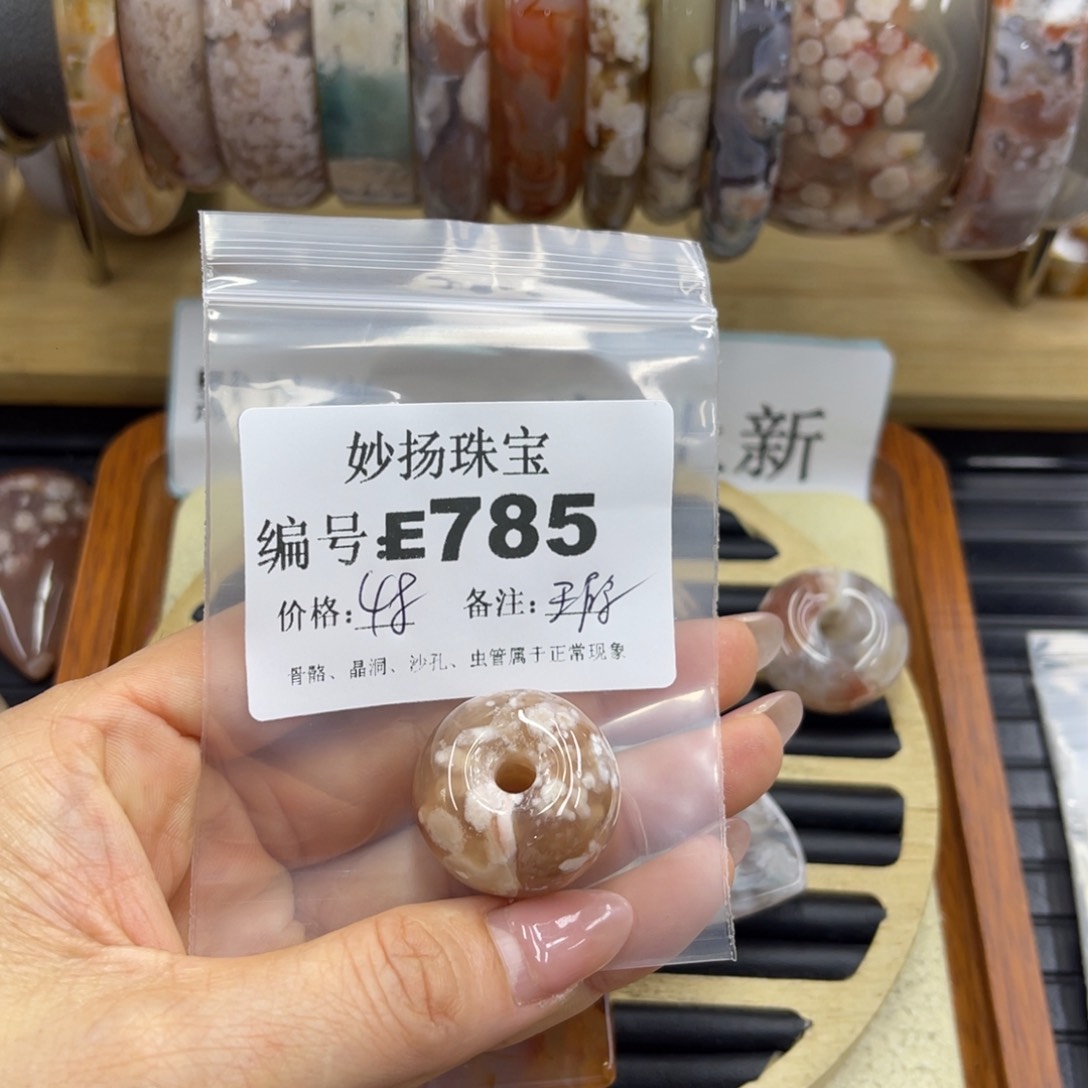 妙扬珠宝
编号:E785
价格:48 备注:
骨骼、晶洞、沙孔、虫管属于正常现象
新